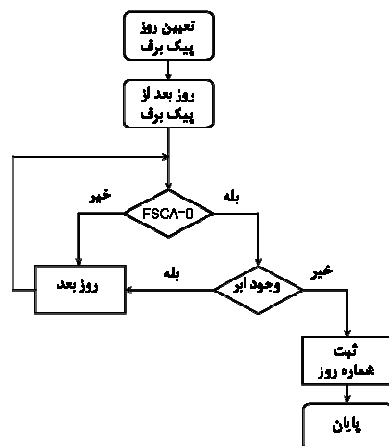 تعیین روز
پیک برف
روز بعد از
پیک برف
خیر
بله
FSCA=0
روز بعد
بله
وجود ابر
خیر
ثبت
شماره روز
پایان